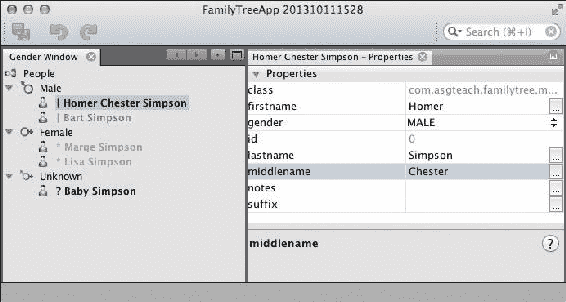 FamilyTreeApp 201310111528
Search (⌘+I)
Gender Window
People
Male
| Homer Chester Simpson
| Bart Simpson
Female
* Marge Simpson
* Lisa Simpson
Unknown
? Baby Simpson
Homer Chester Simpson - Properties
Properties
class com.asgteach.familytree.m...
firstname Homer ...
gender MALE
id 0
lastname Simpson ...
middlename Chester ...
notes ...
suffix ...
middlename
?